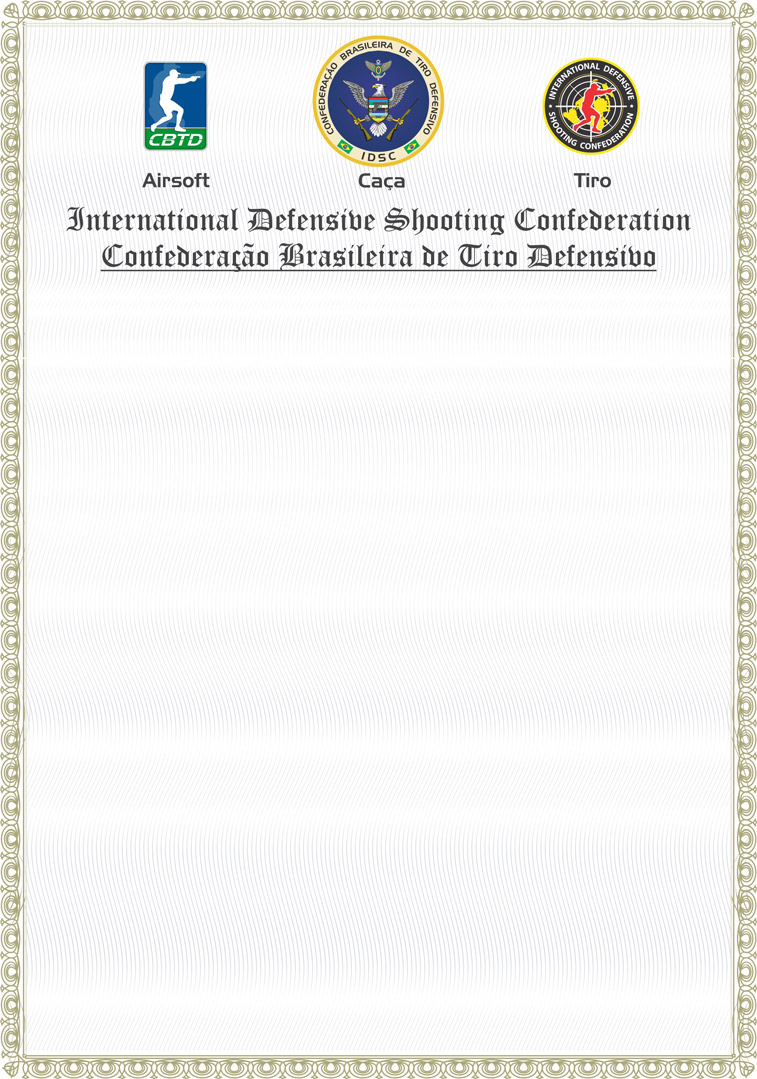 CBTD
CONFEDERAÇÃO BRASILEIRA DE TIRO DEFENSIVO
IDSC
INTERNATIONAL DEFENSIVE
SHOOTING CONFEDERATION
Airsoft
Caça
Tiro
International Defensive Shooting Confederation
Confederação Brasileira de Tiro Defensivo